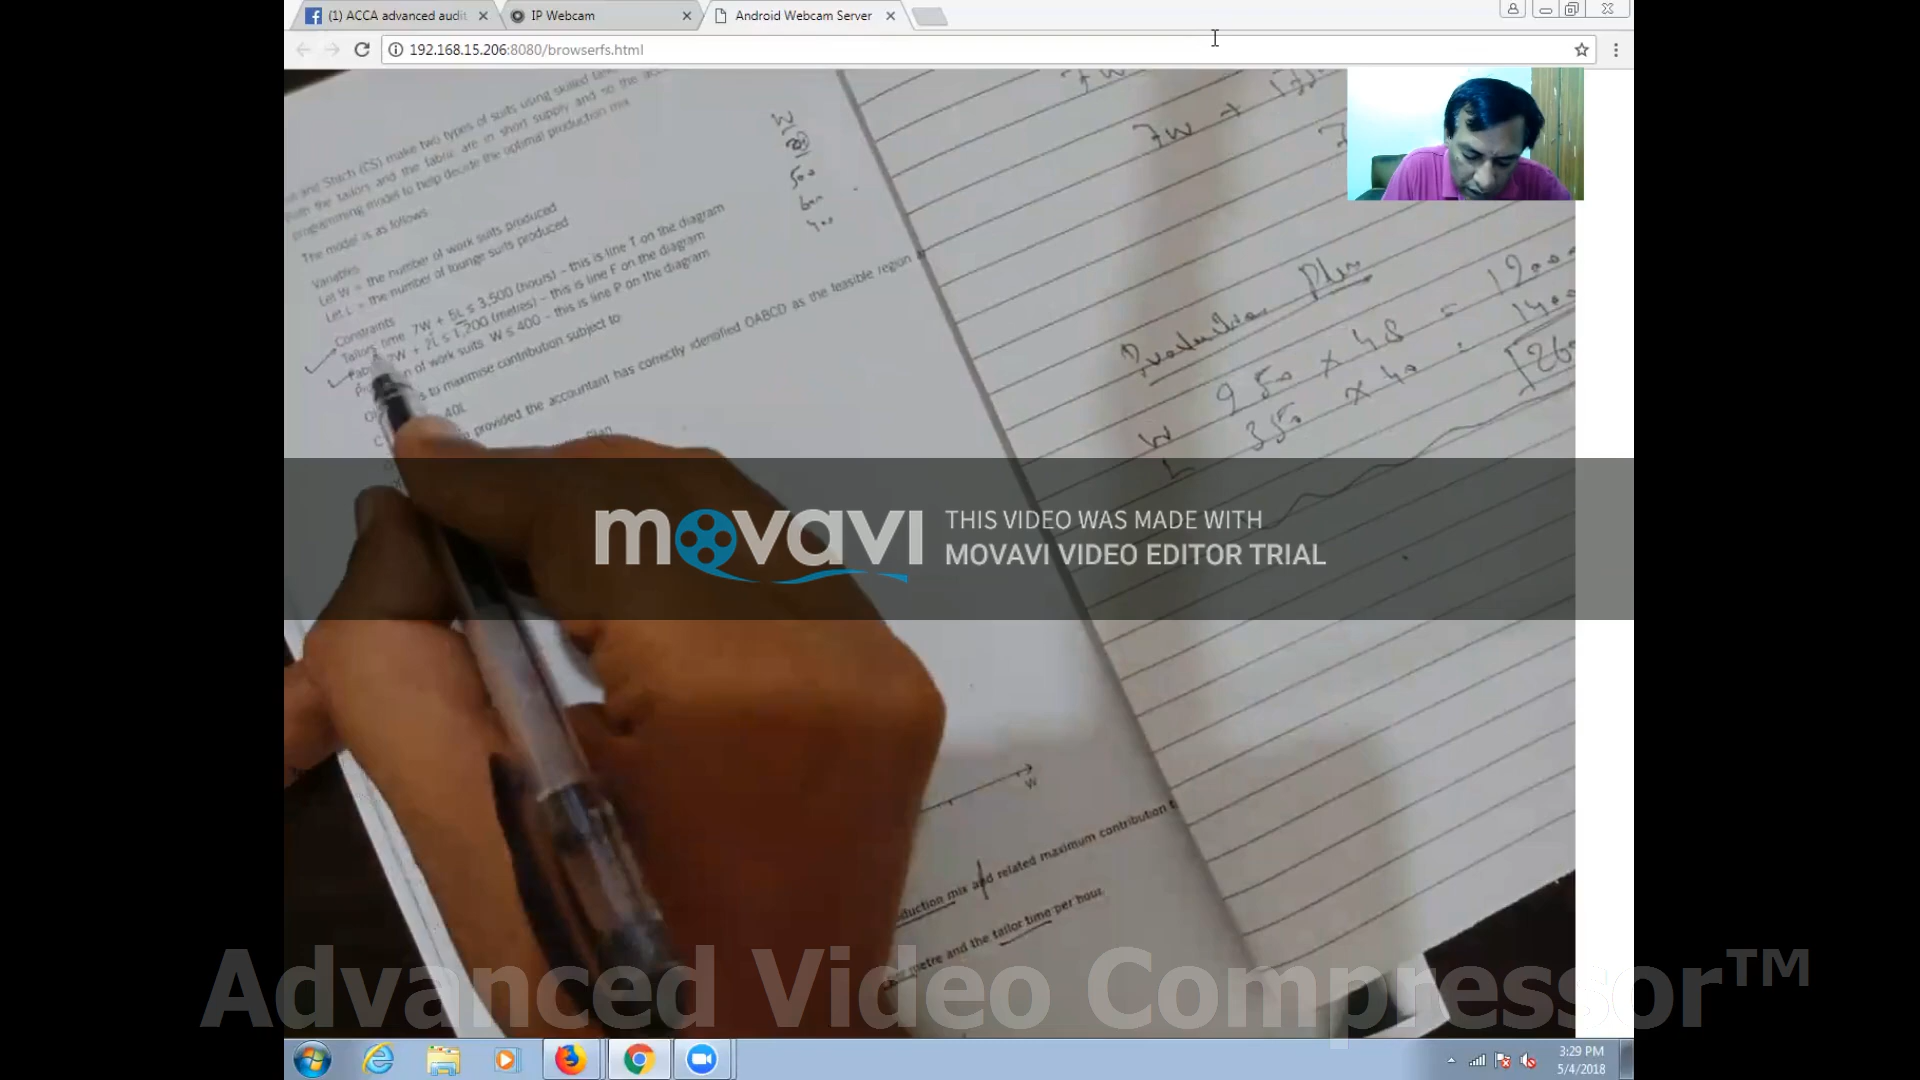 (1) ACCA advanced audit
IP Webcam
Android Webcam Server
192.168.15.206:8080/browserfs.html
and Stitch (CS) make two types of suits using skilled
the tailors and the fabric are in short supply and so the
programming model to help decide the optimal production mix
The model is as follows
Variables
Let W = the number of work suits produced
Let L = the number of lounge suits produced
Constraints
Tailors time 7W + 5L ≤ 3,500 (hours) – this is line T on the diagram
2W + 2L ≤ 1,200 (metres) – this is line F on the diagram
of work suits W ≤ 400 – this is line P on the diagram
to maximise contribution subject to
40L
provided the accountant has correctly identified OABCD as the feasible region
500
600
400
7W
7W +
Production Plan
W 250 x 48 = 12000
L 350 x 40 = 1400
W
duction mix and related maximum contribution
per metre and the tailor time per hour.
movavi
THIS VIDEO WAS MADE WITH
MOVAVI VIDEO EDITOR TRIAL
Advanced Video Compressor™
3:29 PM
5/4/2018